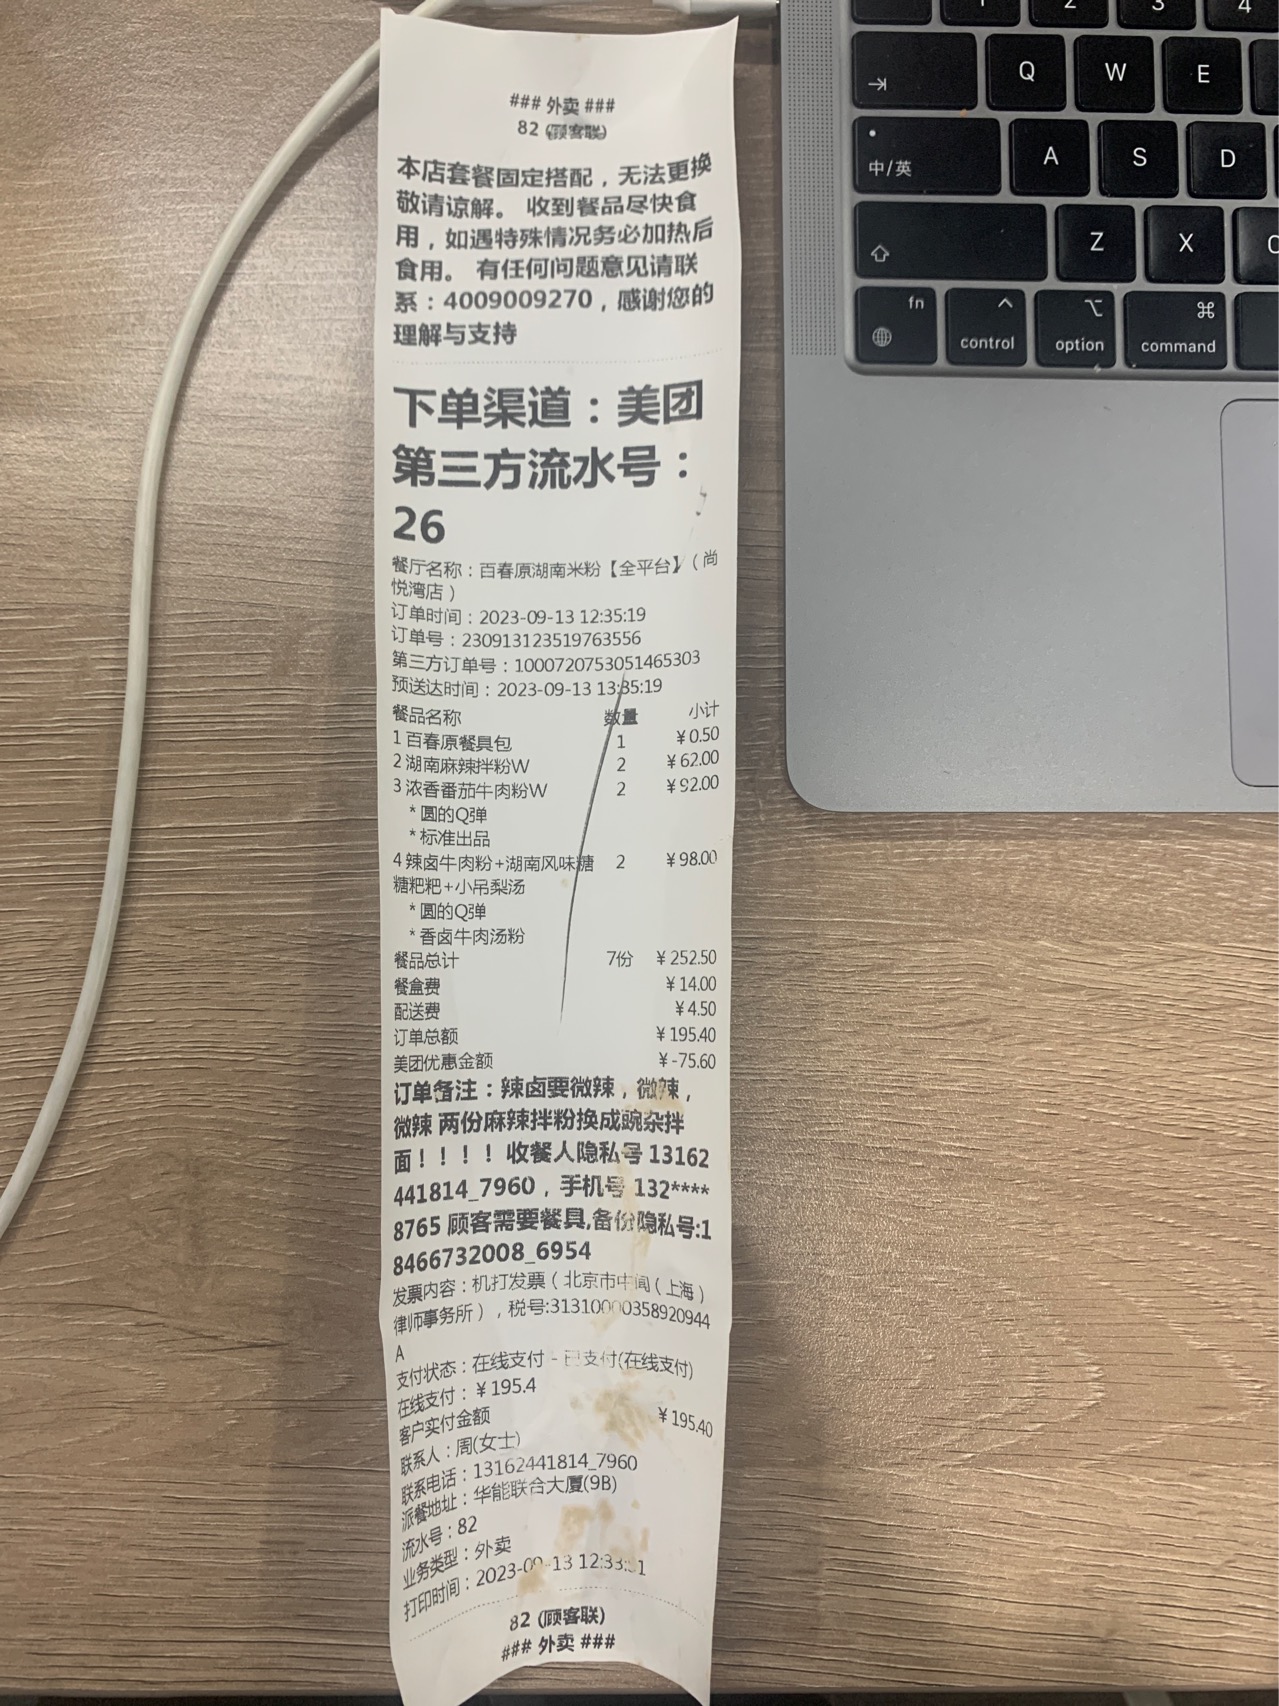 ### 外卖 ###
82 (顾客联)
本店套餐固定搭配，无法更换
敬请谅解。 收到餐品尽快食
用，如遇特殊情况务必加热后
食用。 有任何问题意见请联
系：4009009270，感谢您的
理解与支持
下单渠道：美团
第三方流水号：
26
餐厅名称：百春原湖南米粉【全平台】（尚
悦湾店）
订单时间：2023-09-13 12:35:19
订单号：230913123519763556
第三方订单号：1000720753051465303
预送达时间：2023-09-13 13:35:19
餐品名称 数量 小计
1 百春原餐具包 1 ￥0.50
2 湖南麻辣拌粉W 2 ￥62.00
3 浓香番茄牛肉粉W 2 ￥92.00
* 圆的Q弹
* 标准出品
4 辣卤牛肉粉+湖南风味糖 2 ￥98.00
糖粑粑+小吊梨汤
* 圆的Q弹
* 香卤牛肉汤粉
餐品总计 7份 ￥252.50
餐盒费 ￥14.00
配送费 ￥4.50
订单总额 ￥195.40
美团优惠金额 ￥-75.60
订单备注：辣卤要微辣，微辣，
微辣 两份麻辣拌粉换成豌杂拌
面！！！！ 收餐人隐私号 13162
441814_7960，手机号 132****
8765 顾客需要餐具,备份隐私号:1
8466732008_6954
发票内容：机打发票（北京市中闻（上海）
律师事务所），税号:31310000358920944
A
支付状态：在线支付 - 已支付(在线支付)
在线支付：￥195.4
客户实付金额 ￥195.40
联系人：周(女士)
联系电话：13162441814_7960
派餐地址：华能联合大厦(9B)
流水号：82
业务类型：外卖
打印时间：2023-09-13
82 (顾客联)
### 外卖 ###
1 2 3 4
Q W E
中/英 A S D
Z X C
fn control option command